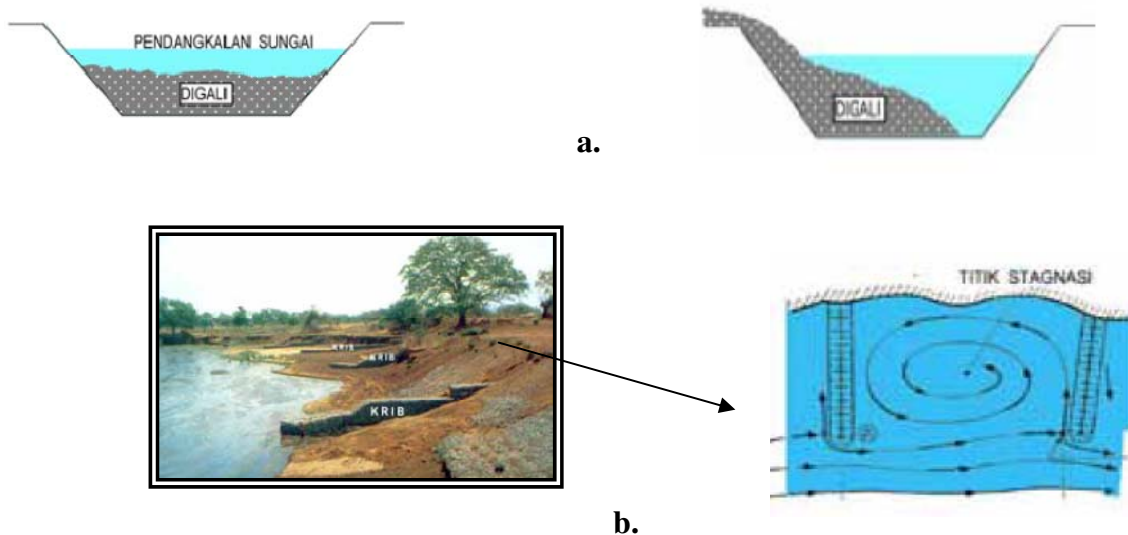 PENDANGKALAN SUNGAI
DIGALI
DIGALI
a.
TITIK STAGNASI
KRIB
KRIB
KRIB
b.